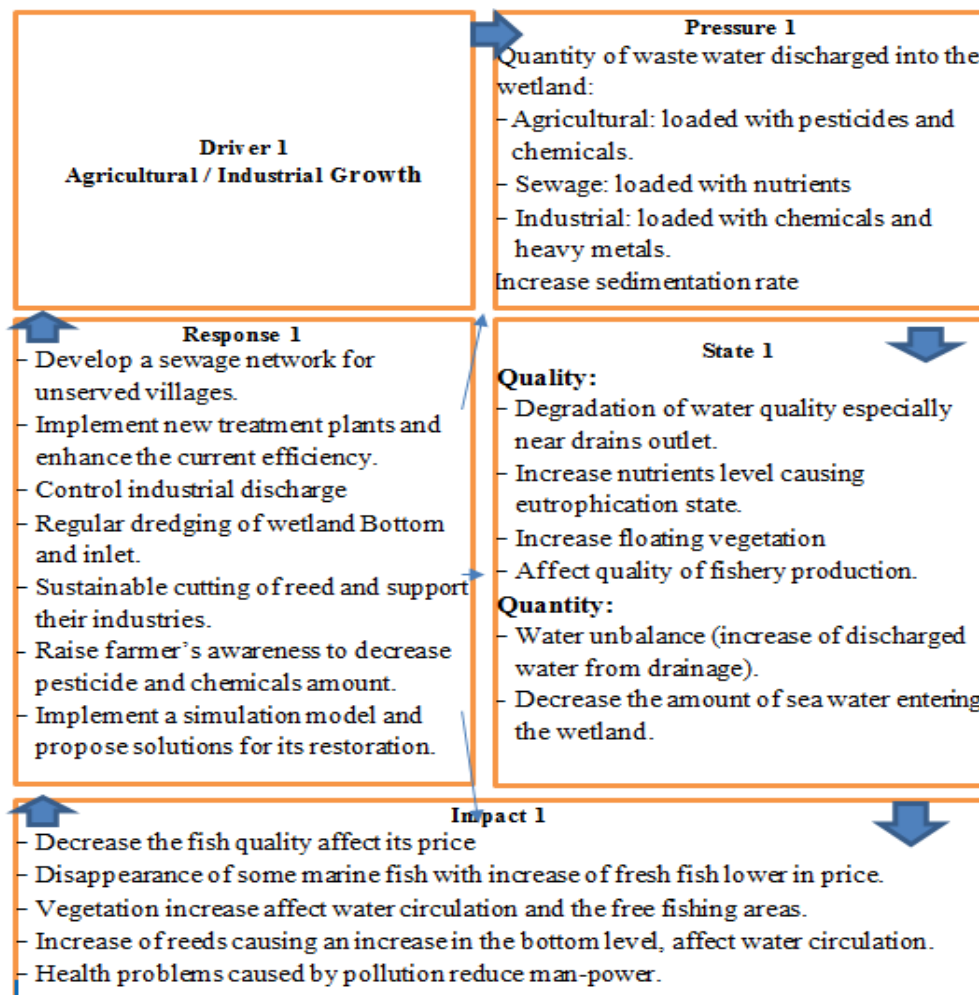 Driver 1
Agricultural / Industrial Growth
Pressure 1
Quantity of waste water discharged into the
wetland:
– Agricultural: loaded with pesticides and
chemicals.
– Sewage: loaded with nutrients
– Industrial: loaded with chemicals and
heavy metals.
Increase sedimentation rate
Response 1
– Develop a sewage network for
unserved villages.
– Implement new treatment plants and
enhance the current efficiency.
– Control industrial discharge
– Regular dredging of wetland Bottom
and inlet.
– Sustainable cutting of reed and support
their industries.
– Raise farmer's awareness to decrease
pesticide and chemicals amount.
– Implement a simulation model and
propose solutions for its restoration.
State 1
Quality:
– Degradation of water quality especially
near drains outlet.
– Increase nutrients level causing
eutrophication state.
– Increase floating vegetation
– Affect quality of fishery production.
Quantity:
– Water unbalance (increase of discharged
water from drainage).
– Decrease the amount of sea water entering
the wetland.
Impact 1
– Decrease the fish quality affect its price
– Disappearance of some marine fish with increase of fresh fish lower in price.
– Vegetation increase affect water circulation and the free fishing areas.
– Increase of reeds causing an increase in the bottom level, affect water circulation.
– Health problems caused by pollution reduce man-power.